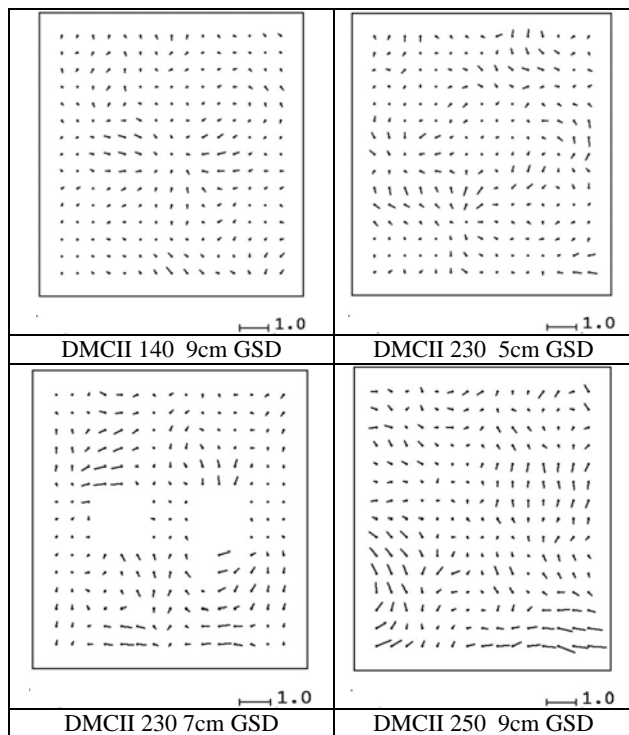 1.0
1.0
DMCII 140 9cm GSD
DMCII 230 5cm GSD
1.0
1.0
DMCII 230 7cm GSD
DMCII 250 9cm GSD